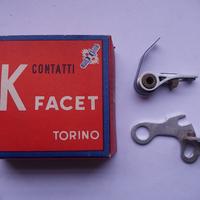 CONTATTI
K FACET
TORINO